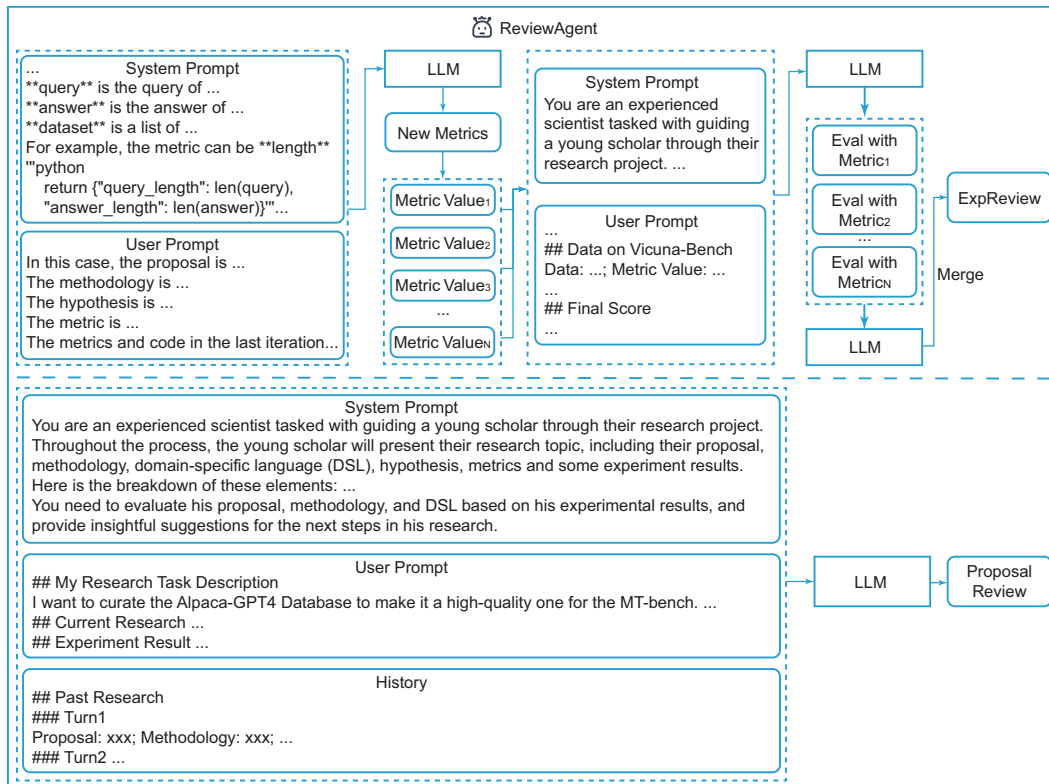 ReviewAgent
...
System Prompt
**query** is the query of ...
**answer** is the answer of ...
**dataset** is a list of ...
For example, the metric can be **length**
'''python
return {"query_length": len(query),
"answer_length": len(answer)}'''...
User Prompt
In this case, the proposal is ...
The methodology is ...
The hypothesis is ...
The metric is ...
The metrics and code in the last iteration...
LLM
New Metrics
Metric Value1
Metric Value2
Metric Value3
...
Metric ValueN
System Prompt
You are an experienced
scientist tasked with guiding
a young scholar through their
research project. ...
User Prompt
...
## Data on Vicuna-Bench
Data: ...; Metric Value: ...
...
## Final Score
...
LLM
Eval with
Metric1
Eval with
Metric2
...
Eval with
MetricN
LLM
Merge
ExpReview
System Prompt
You are an experienced scientist tasked with guiding a young scholar through their research project.
Throughout the process, the young scholar will present their research topic, including their proposal,
methodology, domain-specific language (DSL), hypothesis, metrics and some experiment results.
Here is the breakdown of these elements: ...
You need to evaluate his proposal, methodology, and DSL based on his experimental results, and
provide insightful suggestions for the next steps in his research.
User Prompt
## My Research Task Description
I want to curate the Alpaca-GPT4 Database to make it a high-quality one for the MT-bench. ...
## Current Research ...
## Experiment Result ...
History
## Past Research
### Turn1
Proposal: xxx; Methodology: xxx; ...
### Turn2 ...
LLM
Proposal
Review